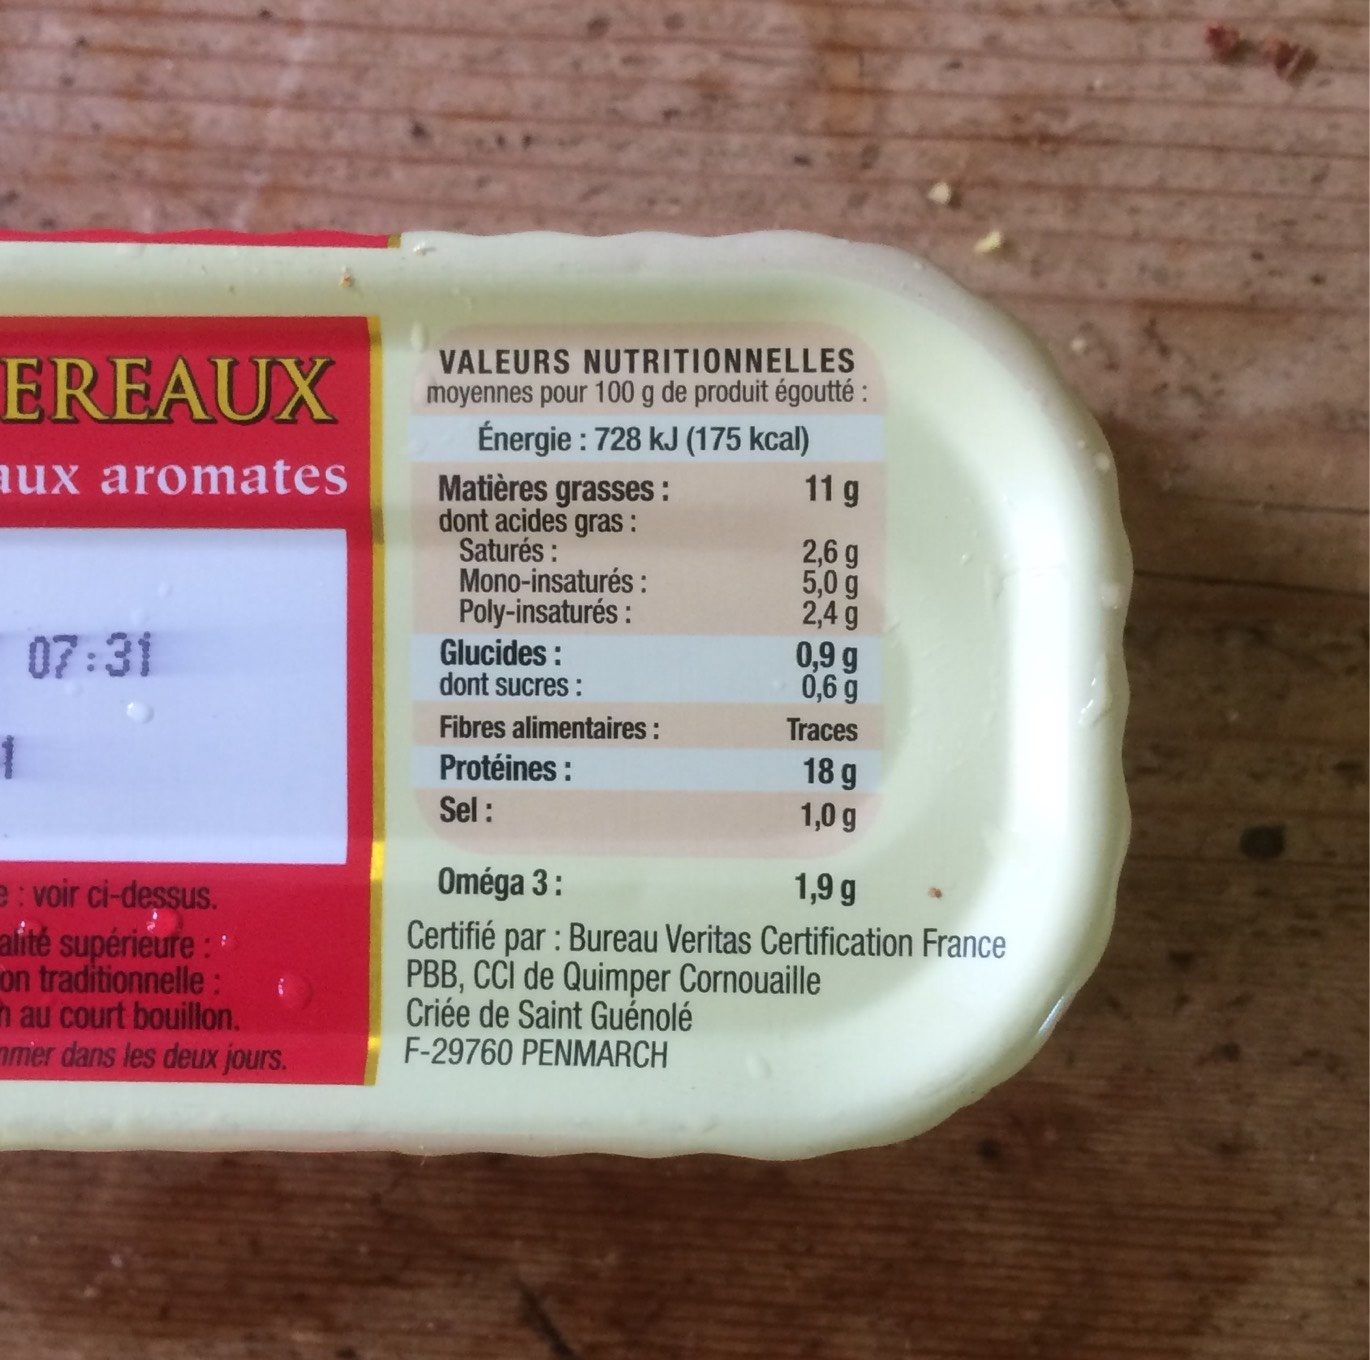 EREAUX
aux aromates
07:31
: voir ci-dessus.
alité supérieure :
on traditionnelle :
h au court bouillon.
mmer dans les deux jours.
VALEURS NUTRITIONNELLES
moyennes pour 100 g de produit égoutté :
Énergie : 728 kJ (175 kcal)
Matières grasses : 11 g
dont acides gras :
Saturés : 2,6 g
Mono-insaturés : 5,0 g
Poly-insaturés : 2,4 g
Glucides : 0,9 g
dont sucres : 0,6 g
Fibres alimentaires : Traces
Protéines : 18 g
Sel : 1,0 g
Oméga 3 : 1,9 g
Certifié par : Bureau Veritas Certification France
PBB, CCI de Quimper Cornouaille
Criée de Saint Guénolé
F-29760 PENMARCH